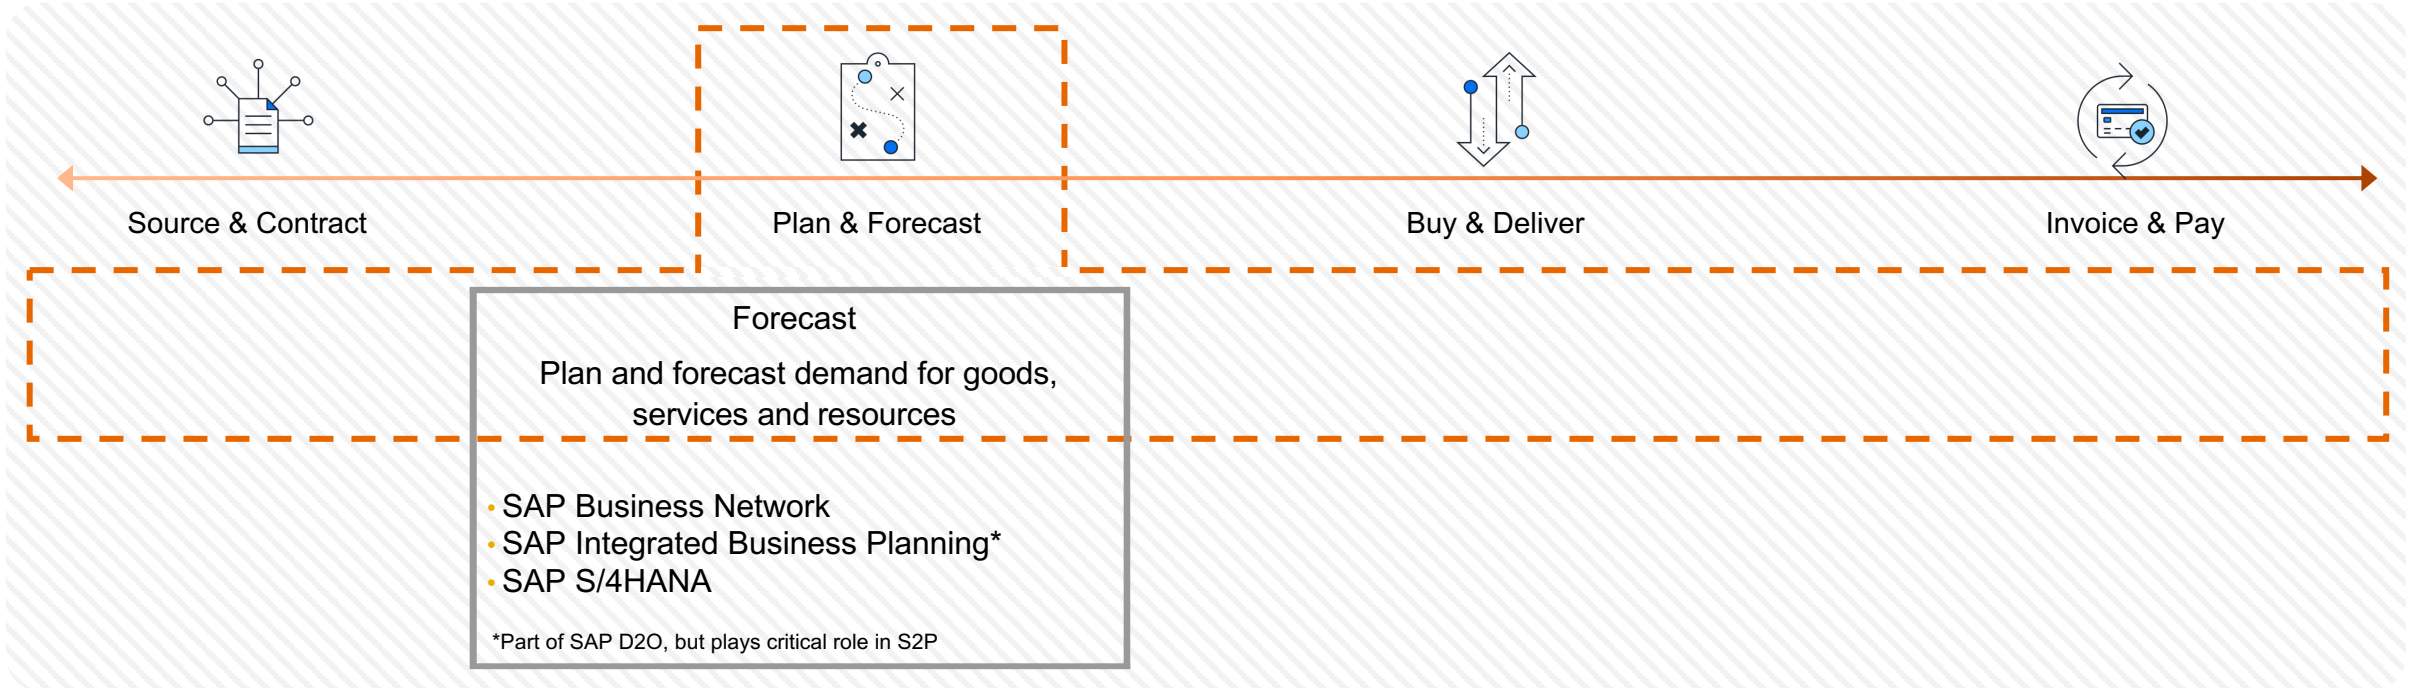 Source & Contract
Plan & Forecast
Buy & Deliver
Invoice & Pay
Forecast
Plan and forecast demand for goods,
services and resources
• SAP Business Network
• SAP Integrated Business Planning*
• SAP S/4HANA
*Part of SAP D2O, but plays critical role in S2P